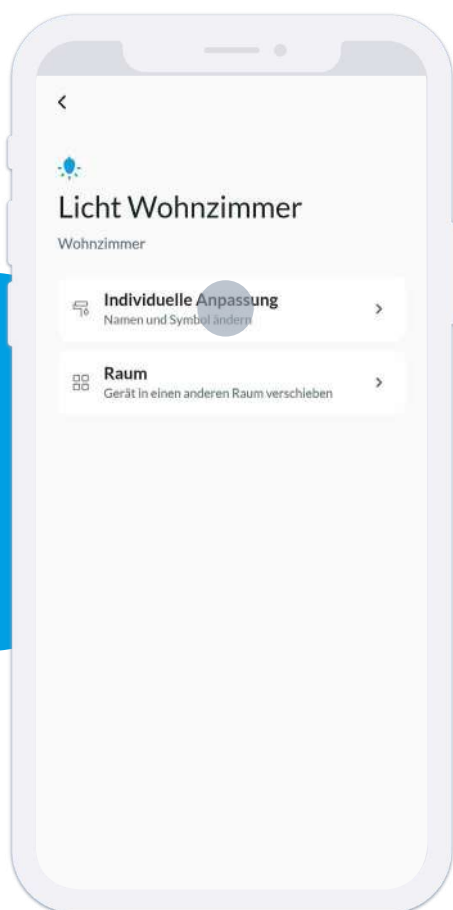 Licht Wohnzimmer
Wohnzimmer
Individuelle Anpassung
Namen und Symbol ändern
Raum
Gerät in einen anderen Raum verschieben